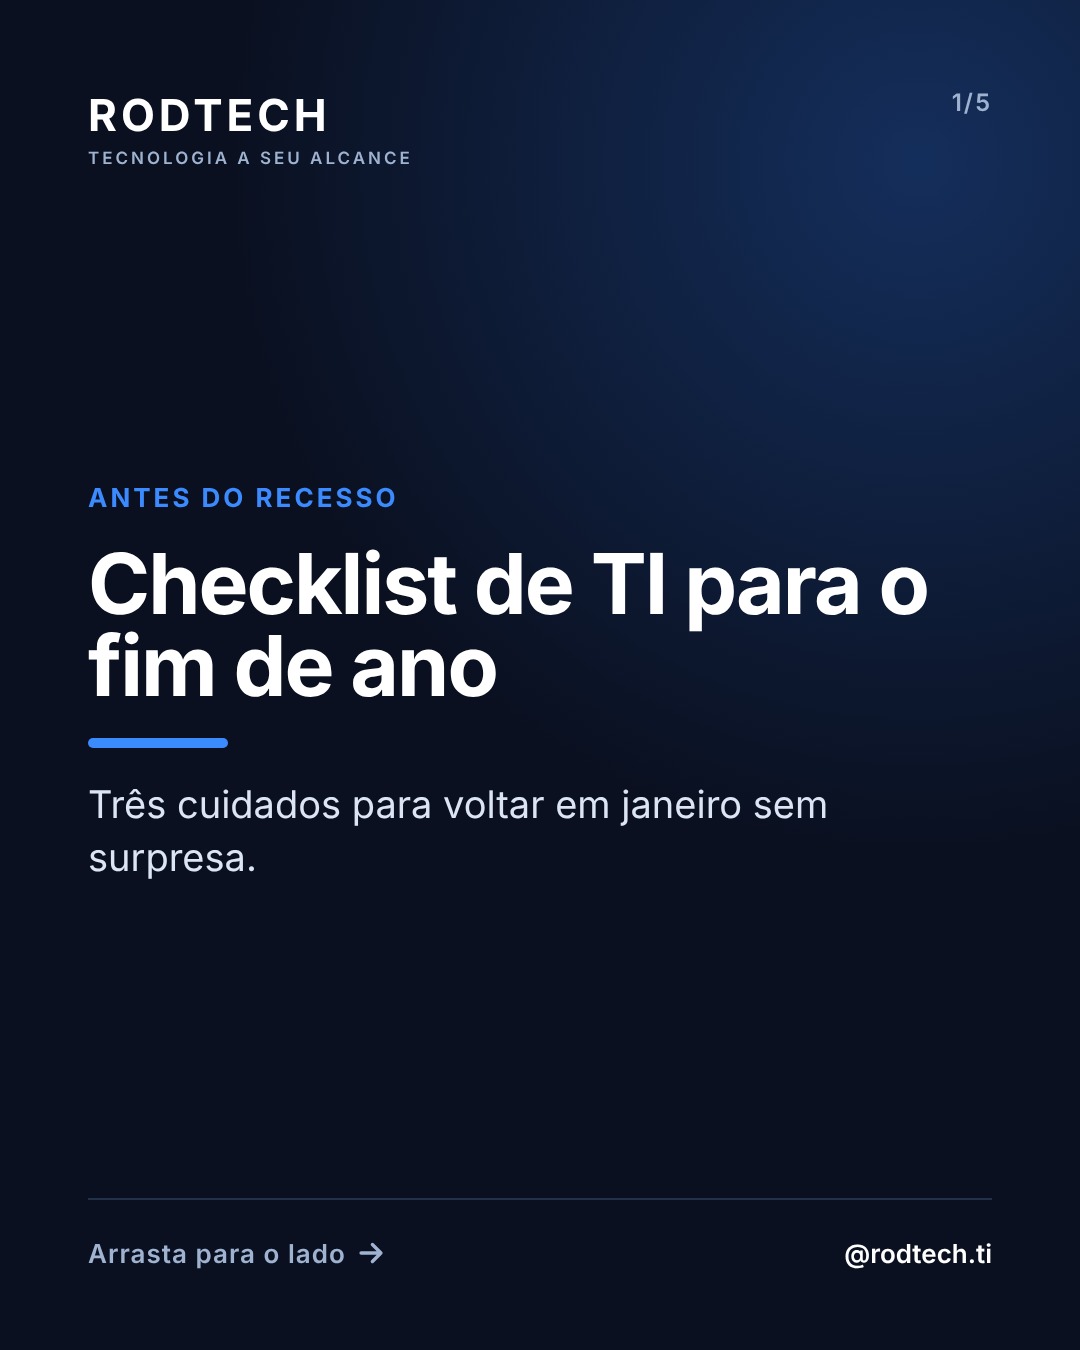 RODTECH
TECNOLOGIA A SEU ALCANCE
1/5
ANTES DO RECESSO
Checklist de TI para o
fim de ano
Três cuidados para voltar em janeiro sem
surpresa.
Arrasta para o lado →
@rodtech.ti